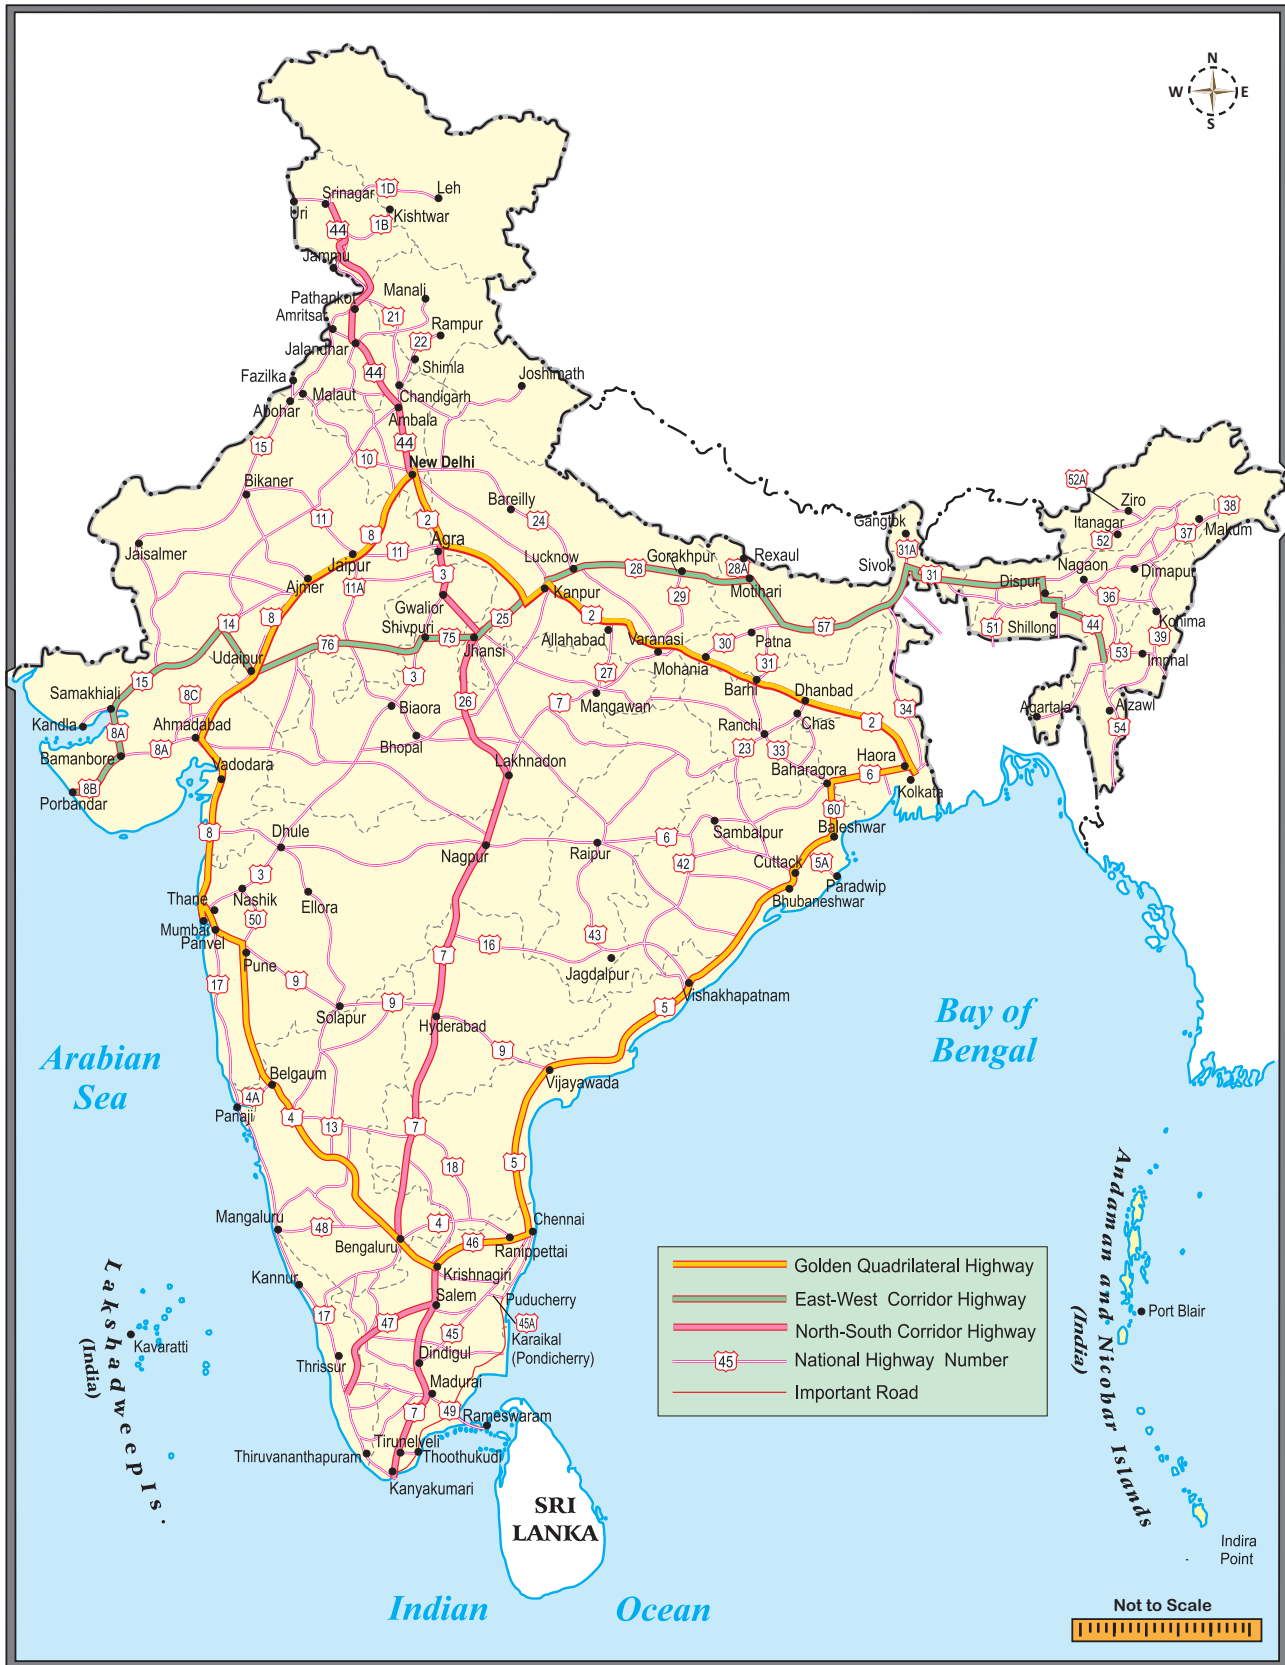 N
W E
S
Srinagar
1D
Leh
Uri
Kishtwar
1B
44
Jammu
Pathankot
Manali
Amritsar
21
Rampur
22
Jalandhar
Shimla
44
Fazilka
Malaut
Chandigarh
Joshimath
Abohar
Ambala
15
44
10
New Delhi
Bikaner
Bareilly
52A
Ziro
38
11
8
2
24
Gangtok
Itanagar
52
37
Makum
Jaisalmer
11
Agra
Lucknow
Gorakhpur
Rexaul
31A
Jaipur
28
28A
Sivok
31
Nagaon
Dimapur
Ajmer
11A
3
Kanpur
Motihari
Dispur
Gwalior
29
36
8
25
2
57
Shillong
44
Kohima
14
Shivpuri
75
Allahabad
Patna
51
39
76
Jhansi
Varanasi
30
53
Imphal
Udaipur
3
27
Mohania
31
15
Samakhiali
8C
26
7
Mangawan
Barhi
Dhanbad
34
Agartala
Aizawl
Kandla
Ahmadabad
Biaora
Ranchi
Chas
2
54
8A
8A
Bhopal
23
33
Bamanbore
Vadodara
Lakhnadon
Baharagora
Haora
6
8B
Kolkata
Porbandar
60
8
Dhule
Sambalpur
Baleshwar
Nagpur
Raipur
6
42
Cuttack
5A
3
Nashik
Ellora
Paradwip
Thane
Bhubaneshwar
Mumbai
50
Panvel
43
16
Pune
7
Jagdalpur
17
9
Vishakhapatnam
9
Solapur
Hyderabad
5
Bay of
Bengal
Arabian
Sea
9
Vijayawada
Belgaum
4A
Panaji
4
13
7
18
5
Mangaluru
48
4
Chennai
Bengaluru
46
Ranippettai
Krishnagiri
Kannur
Salem
Puducherry
17
47
45
45A
Karaikal
(Pondicherry)
Thrissur
Dindigul
Madurai
7
49
Rameswaram
Tirunelveli
Thiruvananthapuram
Thoothukudi
Kanyakumari
Lakshadweep Is.
(India)
Kavaratti
SRI
LANKA
Indian Ocean
Golden Quadrilateral Highway
East-West Corridor Highway
North-South Corridor Highway
45
National Highway Number
Important Road
Andaman and Nicobar Islands
(India)
Port Blair
Indira
Point
Not to Scale